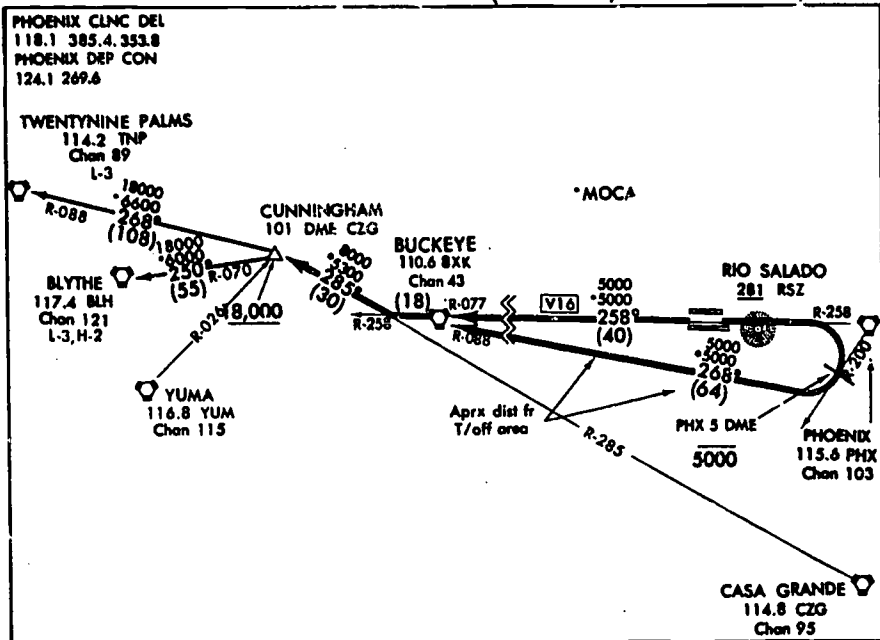 PHOENIX CLNC DEL
118.1 385.4. 353.8
PHOENIX DEP CON
124.1 269.6
TWENTYNINE PALMS
114.2 TNP
Chan 89
L-3
R-088
18000
*6600
268°
(108)
CUNNINGHAM
101 DME CZG
18000
*6000
250°
(55)
R-070
BLYTHE
117.4 BLH
Chan 121
L-3, H-2
R-026
18,000
YUMA
116.8 YUM
Chan 115
8000
*5300
285°
(30)
BUCKEYE
110.6 BXK
Chan 43
(18)
R-258
R-077
R-088
*MOCA
V16
5000
*5000
258°
(40)
RIO SALADO
281 RSZ
R-258
R-200
5000
*5000
268°
(64)
Aprx dist fr
T/off area
PHX 5 DME
5000
PHOENIX
115.6 PHX
Chan 103
R-285
CASA GRANDE
114.8 CZG
Chan 95